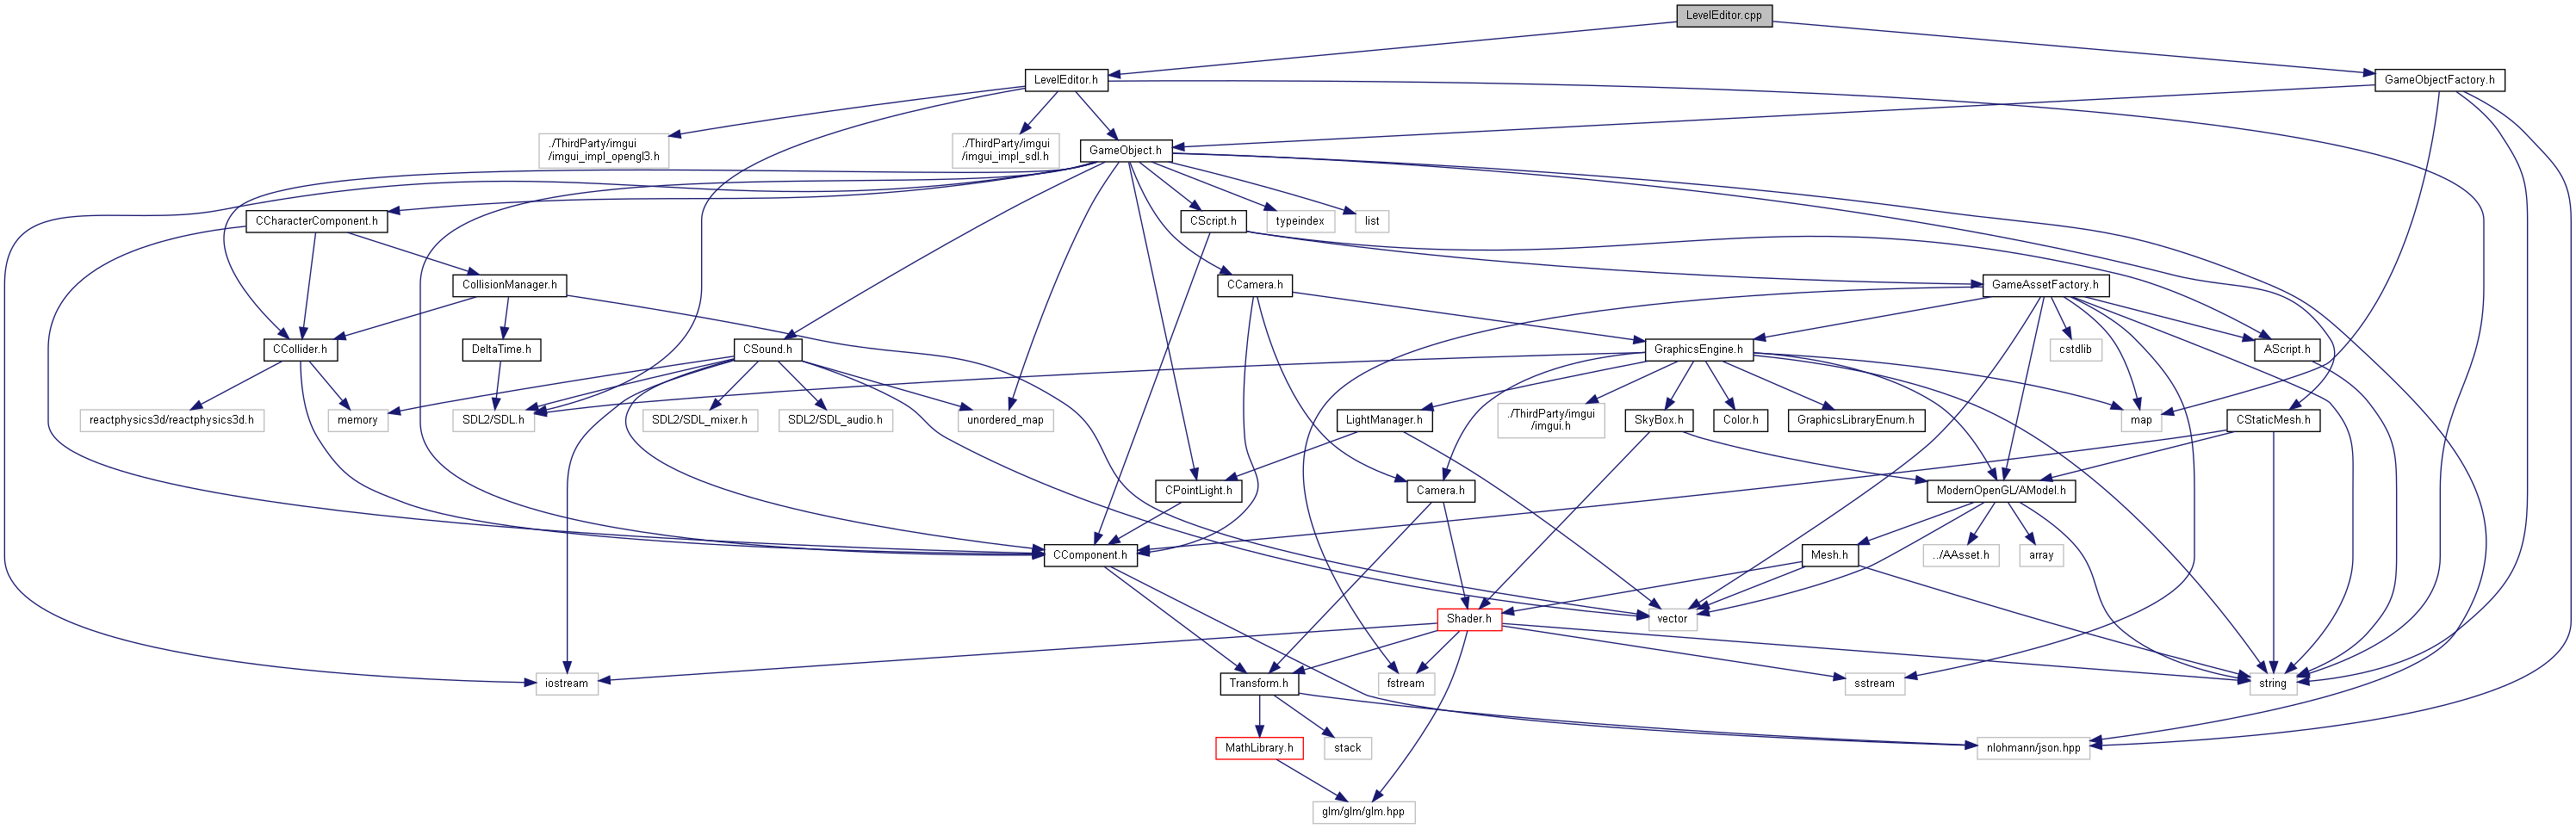 LevelEditor.cpp
LevelEditor.h
GameObjectFactory.h
./ThirdParty/imgui
/imgui_impl_opengl3.h
./ThirdParty/imgui
/imgui_impl_sdl.h
GameObject.h
CCharacterComponent.h
CScript.h
typeindex
list
CollisionManager.h
CCamera.h
GameAssetFactory.h
CCollider.h
DeltaTime.h
CSound.h
GraphicsEngine.h
cstdlib
AScript.h
reactphysics3d/reactphysics3d.h
memory
SDL2/SDL.h
SDL2/SDL_mixer.h
SDL2/SDL_audio.h
unordered_map
LightManager.h
./ThirdParty/imgui
/imgui.h
SkyBox.h
Color.h
GraphicsLibraryEnum.h
map
CStaticMesh.h
CPointLight.h
Camera.h
ModernOpenGL/AModel.h
CComponent.h
Mesh.h
../AAsset.h
array
Shader.h
vector
iostream
Transform.h
fstream
sstream
string
MathLibrary.h
stack
nlohmann/json.hpp
glm/glm/glm.hpp